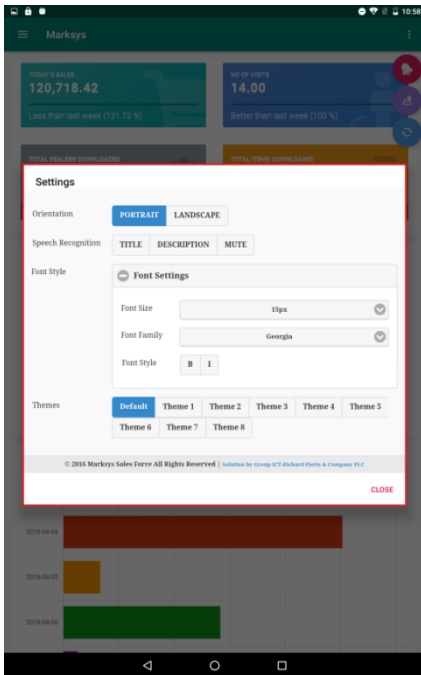 10:58
Marksys
TODAY'S SALES
120,718.42
Less than last week (121.72 %)
NO OF VISITS
14.00
Better than last week (100 %)
TOTAL DEALERS DOWNLOADED
TOTAL ITEMS DOWNLOADED
Settings
Orientation
PORTRAIT LANDSCAPE
Speech Recognition
TITLE DESCRIPTION MUTE
Font Style
Font Settings
Font Size
15px
Font Family
Georgia
Font Style
B I
Themes
Default Theme 1 Theme 2 Theme 3 Theme 4 Theme 5
Theme 6 Theme 7 Theme 8
© 2016 Marksys Sales Force All Rights Reserved | Solution by Group ICT-Richard Pieris & Company PLC
CLOSE
2018-04-04
2018-04-05
2018-04-06